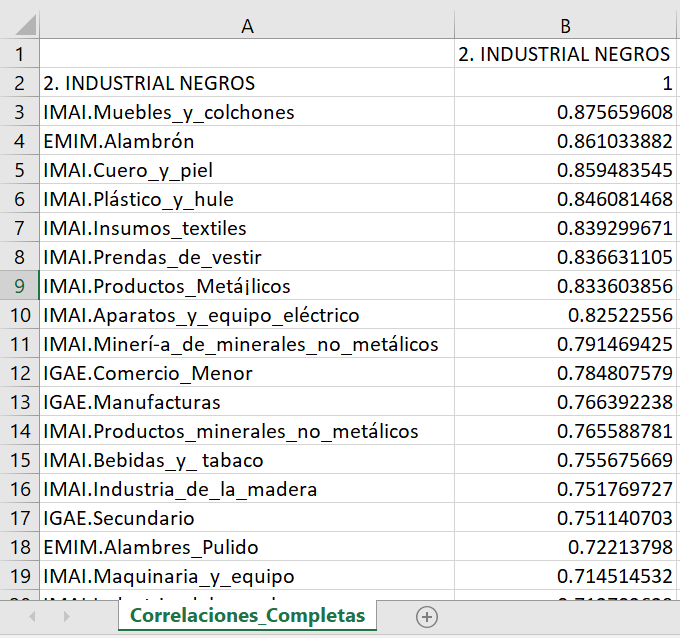 A B
1 2. INDUSTRIAL NEGROS
2 2. INDUSTRIAL NEGROS 1
3 IMAI.Muebles_y_colchones 0.875659608
4 EMIM.Alambrón 0.861033882
5 IMAI.Cuero_y_piel 0.859483545
6 IMAI.Plástico_y_hule 0.846081468
7 IMAI.Insumos_textiles 0.839299671
8 IMAI.Prendas_de_vestir 0.836631105
9 IMAI.Productos_Metá¡licos 0.833603856
10 IMAI.Aparatos_y_equipo_eléctrico 0.82522556
11 IMAI.Minerí-a_de_minerales_no_metálicos 0.791469425
12 IGAE.Comercio_Menor 0.784807579
13 IGAE.Manufacturas 0.766392238
14 IMAI.Productos_minerales_no_metálicos 0.765588781
15 IMAI.Bebidas_y_ tabaco 0.755675669
16 IMAI.Industria_de_la_madera 0.751769727
17 IGAE.Secundario 0.751140703
18 EMIM.Alambres_Pulido 0.72213798
19 IMAI.Maquinaria_y_equipo 0.714514532
Correlaciones_Completas